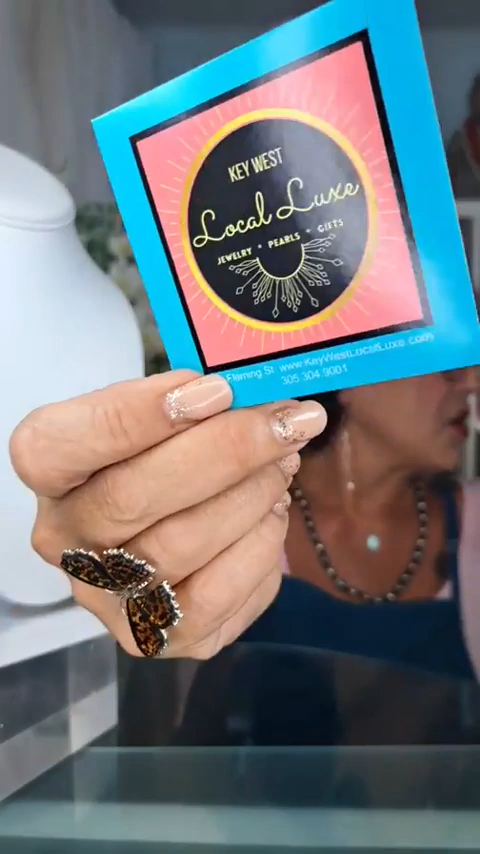 KEY WEST
Local Luxe
JEWELRY • PEARLS • GIFTS
Fleming St www.KeyWestLocalLuxe.com
305.304.9001